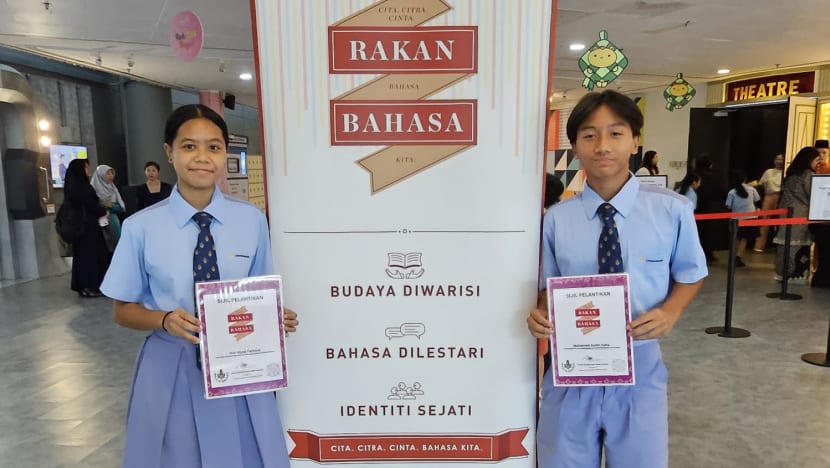 CITA. CITRA.
CINTA.
RAKAN
BAHASA
BAHASA
KITA.
THEATRE
BUDAYA DIWARISI
BAHASA DILESTARI
IDENTITI SEJATI
CITA. CITRA. CINTA. BAHASA KITA.
SIJIL PELANTIKAN
RAKAN
BAHASA
SIJIL PELANTIKAN
RAKAN
BAHASA